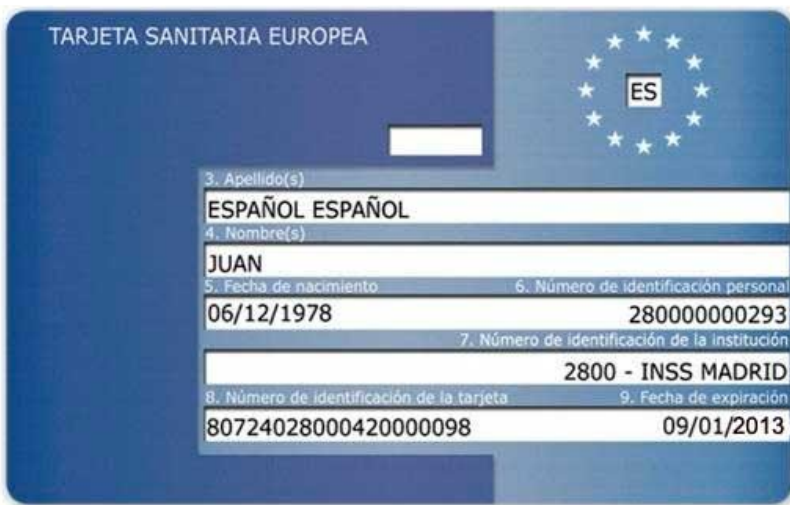 TARJETA SANITARIA EUROPEA
ES
3. Apellido(s)
ESPAÑOL ESPAÑOL
4. Nombre(s)
JUAN
5. Fecha de nacimiento 6. Número de identificación personal
06/12/1978 280000000293
7. Número de identificación de la institución
2800 - INSS MADRID
8. Número de identificación de la tarjeta 9. Fecha de expiración
80724028000420000098 09/01/2013